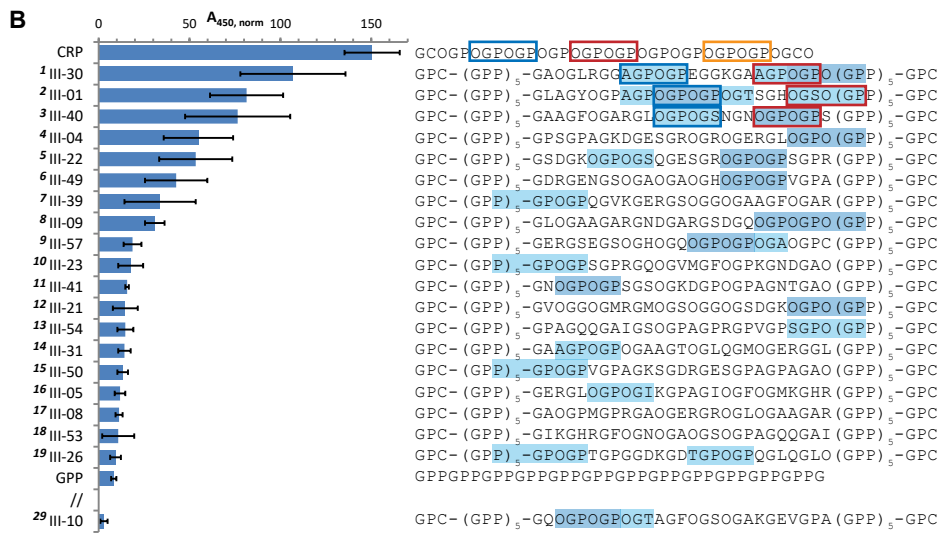 B
0 50 100 150
A450, norm
CRP GCOGPOGPOGPOGPOGPOGPOGPOGPOGPOGPOGCO
1 III-30 GPC-(GPP)5-GAOGLRGGAGPOGPEGGKGAAGPOGPO(GPP)5-GPC
2 III-01 GPC-(GPP)5-GLAGYOGPAGPOGPOGPOGTSGHOGSO(GPP)5-GPC
3 III-40 GPC-(GPP)5-GAAGFOGARGLOGPOGSNGNOGPOGPS(GPP)5-GPC
4 III-04 GPC-(GPP)5-GPSGPAGKDGESGROGROGERGLOGPO(GPP)5-GPC
5 III-22 GPC-(GPP)5-GSDGKOGPOGSQGESGROGPOGPSGPR(GPP)5-GPC
6 III-49 GPC-(GPP)5-GDRGENGSOGAOGAOGHOGPOGPVGPA(GPP)5-GPC
7 III-39 GPC-(GPP)5-GPOGPQGVKGERGSOGGOGAAGFOGAR(GPP)5-GPC
8 III-09 GPC-(GPP)5-GLOGAAGARGNDGARGSDGQOGPOGPO(GPP)5-GPC
9 III-57 GPC-(GPP)5-GERGSEGSOGHOGQOGPOGPOGAOGPC(GPP)5-GPC
10 III-23 GPC-(GPP)5-GPOGPSGPRGQOGVMGFOGPKGNDGAO(GPP)5-GPC
11 III-41 GPC-(GPP)5-GNOGPOGPSGSOGKDGPOGPAGNTGAO(GPP)5-GPC
12 III-21 GPC-(GPP)5-GVOGGOMRGMOGSOGGOGSDGKOGPO(GPP)5-GPC
13 III-54 GPC-(GPP)5-GPAGQQGAIGSOGPAGPRGPVGPSGPO(GPP)5-GPC
14 III-31 GPC-(GPP)5-GAAGPOGPOGAAGTOGLQGMOGERGGL(GPP)5-GPC
15 III-50 GPC-(GPP)5-GPOGPVGPAGKSGDRGESGPAGPAGAO(GPP)5-GPC
16 III-05 GPC-(GPP)5-GERGLOGPOGIKGPAGIOGFOGMKGHR(GPP)5-GPC
17 III-08 GPC-(GPP)5-GAOGPMGPRGAOGERGROGLOGAAGAR(GPP)5-GPC
18 III-53 GPC-(GPP)5-GIKGHRGFOGNOGAOGSOGPAGQQGAI(GPP)5-GPC
19 III-26 GPC-(GPP)5-GPOGPTGPGGDKGDTGPOGPQGLQGLO(GPP)5-GPC
GPP GPPGPPGPPGPPGPPGPPGPPGPPGPPGPPGPPGPPG
//
29 III-10 GPC-(GPP)5-GQOGPOGPOGTAGFOGSOGAKGEVGPA(GPP)5-GPC